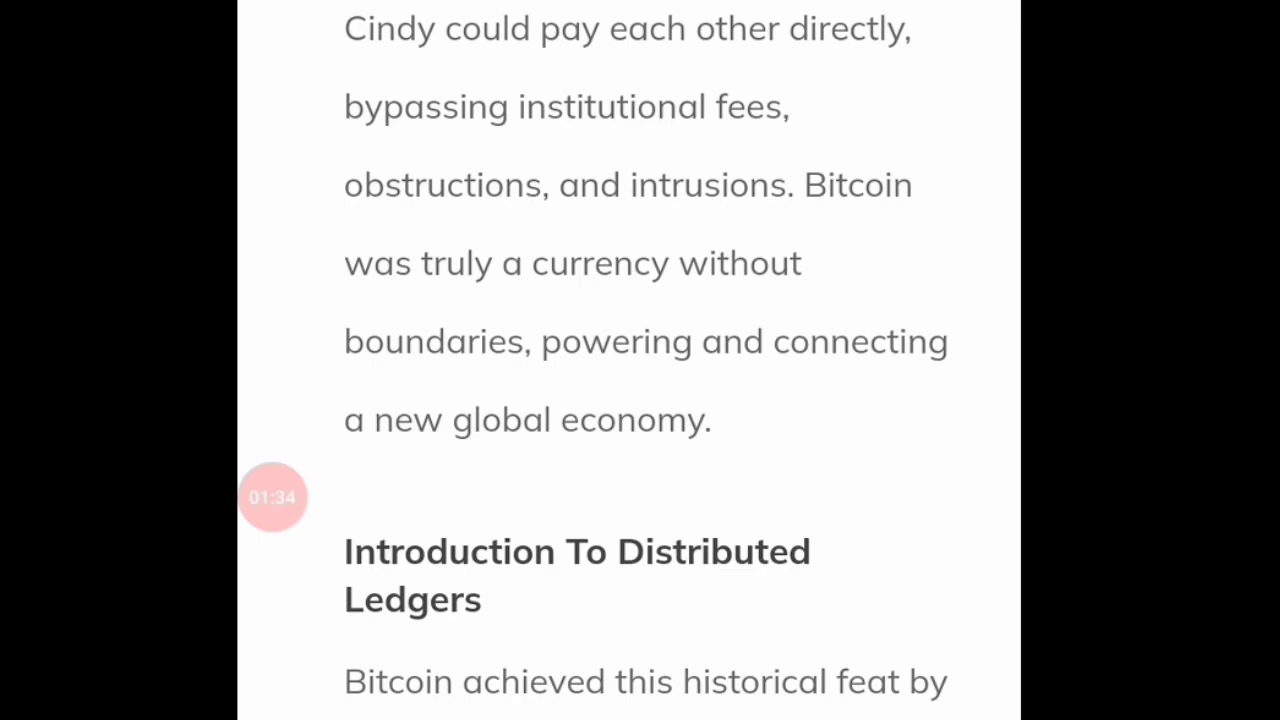 Cindy could pay each other directly,
bypassing institutional fees,
obstructions, and intrusions. Bitcoin
was truly a currency without
boundaries, powering and connecting
a new global economy.
01:34
Introduction To Distributed
Ledgers
Bitcoin achieved this historical feat by